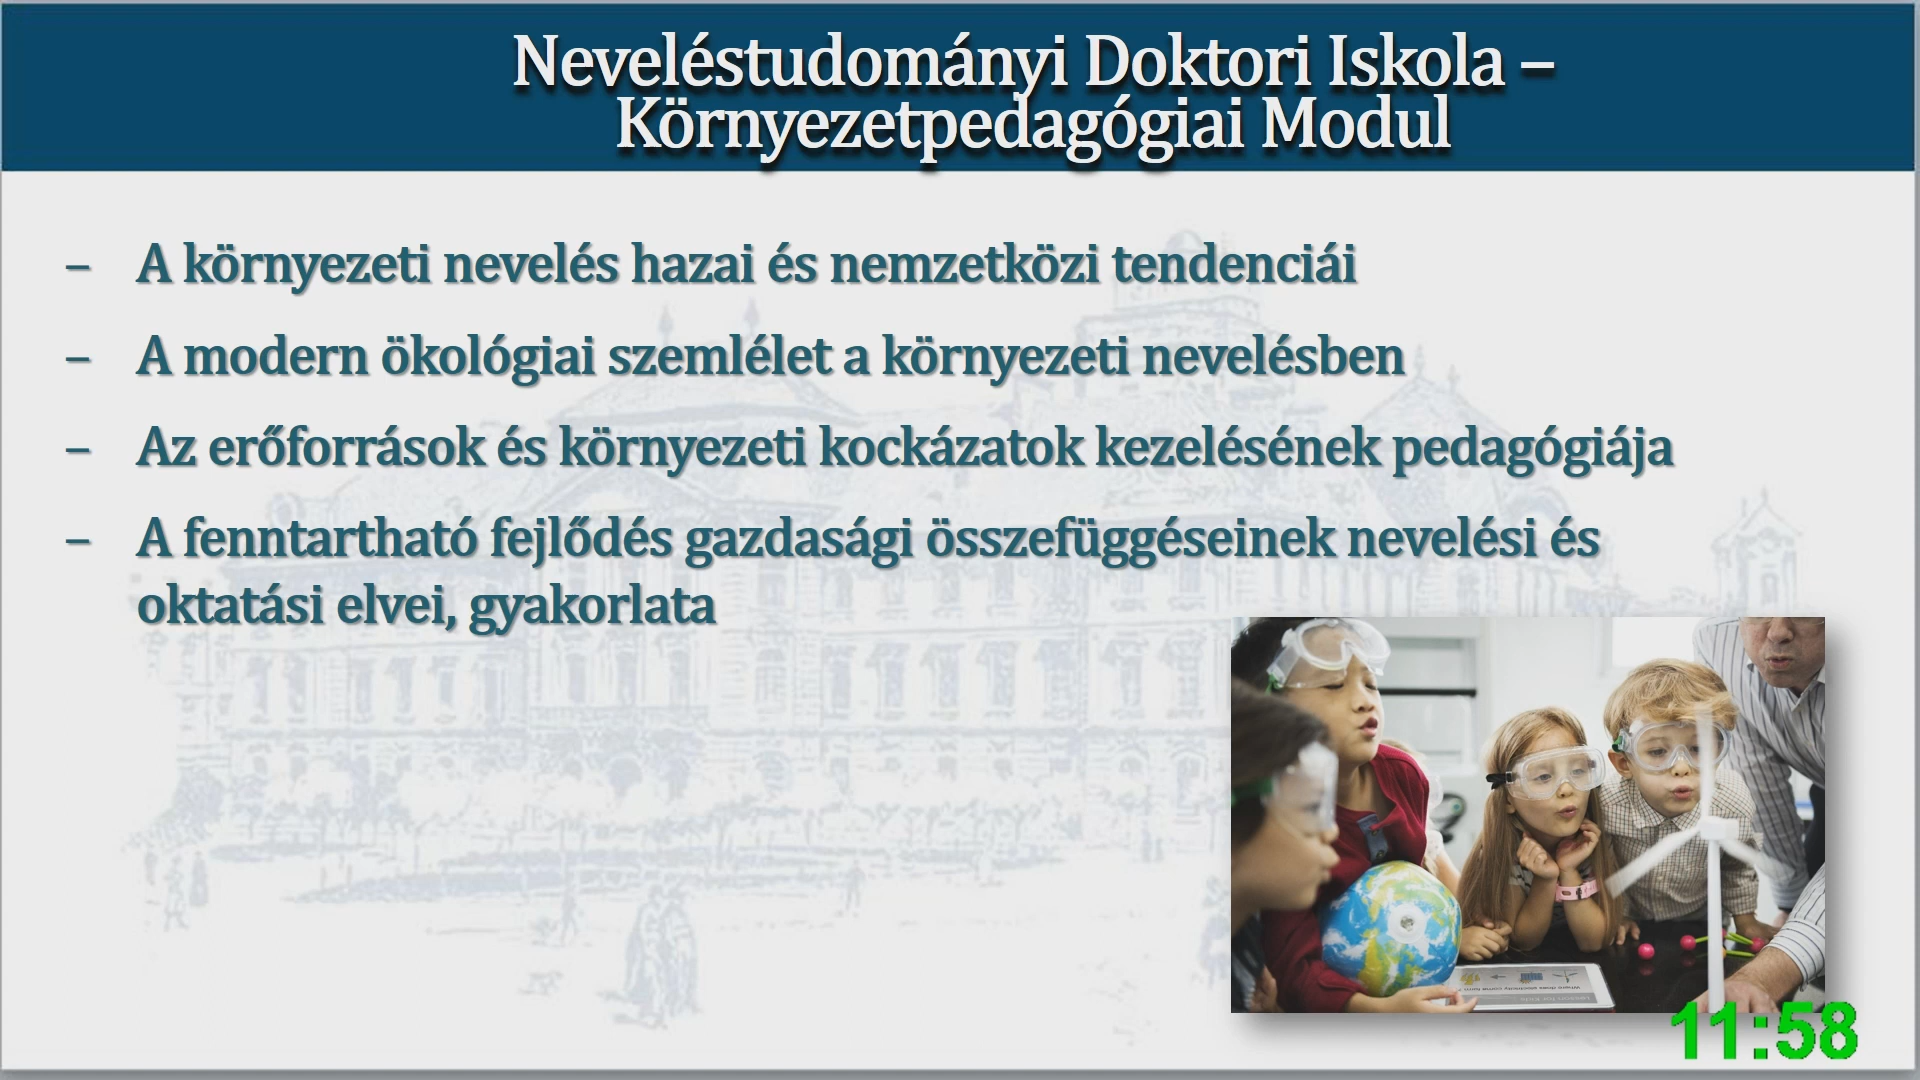 Neveléstudományi Doktori Iskola –
Környezetpedagógiai Modul
– A környezeti nevelés hazai és nemzetközi tendenciái
– A modern ökológiai szemlélet a környezeti nevelésben
– Az erőforrások és környezeti kockázatok kezelésének pedagógiája
– A fenntartható fejlődés gazdasági összefüggéseinek nevelési és
oktatási elvei, gyakorlata
11:58